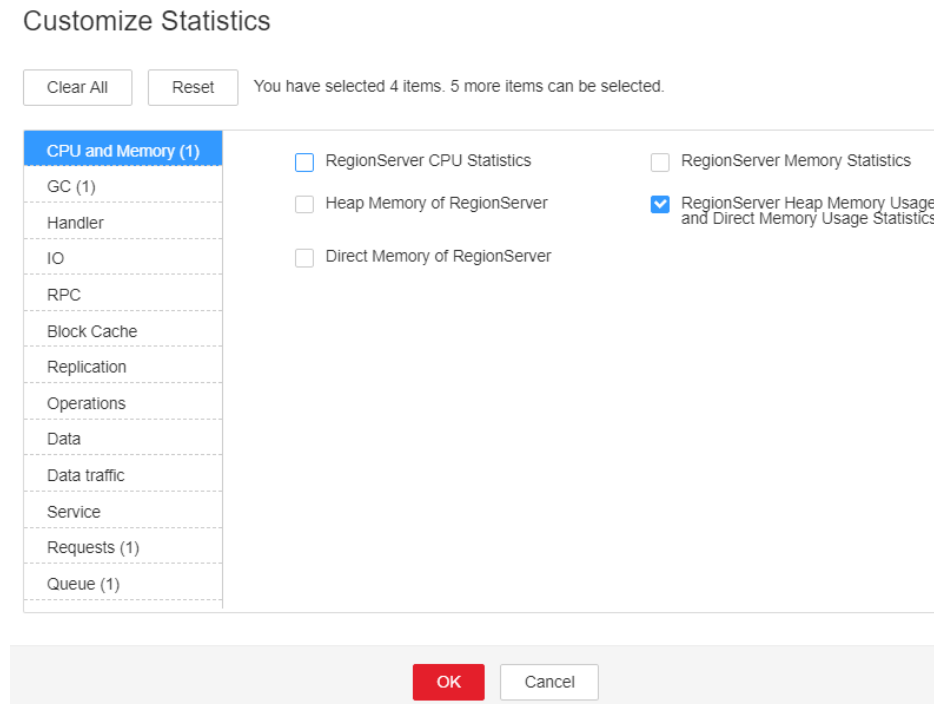 Customize Statistics
Clear All
Reset
You have selected 4 items. 5 more items can be selected.
CPU and Memory (1)
GC (1)
Handler
IO
RPC
Block Cache
Replication
Operations
Data
Data traffic
Service
Requests (1)
Queue (1)
RegionServer CPU Statistics
RegionServer Memory Statistics
Heap Memory of RegionServer
RegionServer Heap Memory Usage
and Direct Memory Usage Statistics
Direct Memory of RegionServer
OK
Cancel